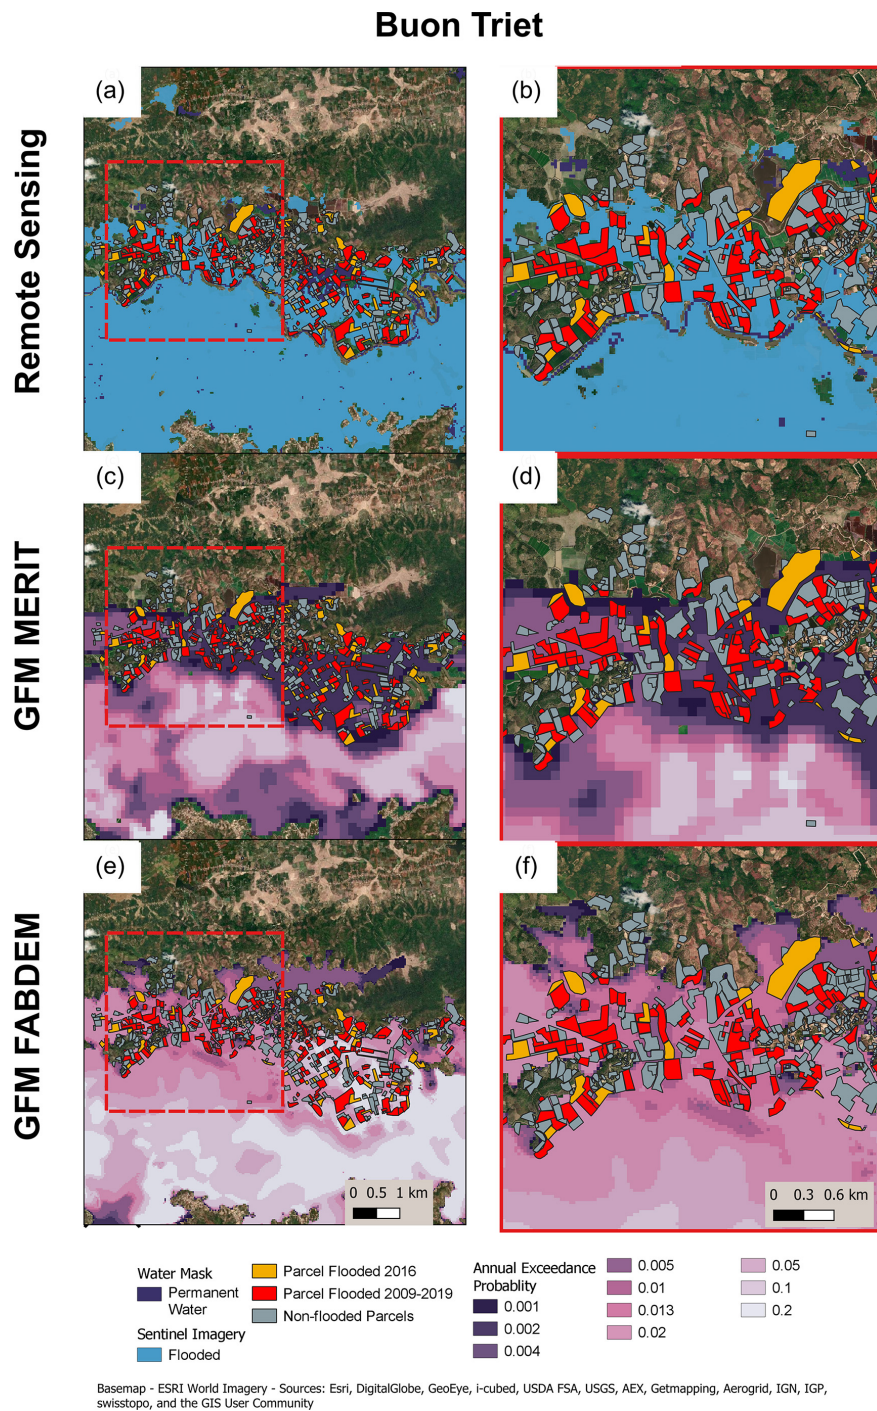 Buon Triet
Remote Sensing
(a)
(b)
GFM MERIT
(c)
(d)
GFM FABDEM
(e)
(f)
0 0.5 1 km
0 0.3 0.6 km
Water Mask
Permanent
Water
Sentinel Imagery
Flooded
Parcel Flooded 2016
Parcel Flooded 2009-2019
Non-flooded Parcels
Annual Exceedance
Probablity
0.001
0.002
0.004
0.005
0.01
0.013
0.02
0.05
0.1
0.2
Basemap - ESRI World Imagery - Sources: Esri, DigitalGlobe, GeoEye, i-cubed, USDA FSA, USGS, AEX, Getmapping, Aerogrid, IGN, IGP,
swisstopo, and the GIS User Community